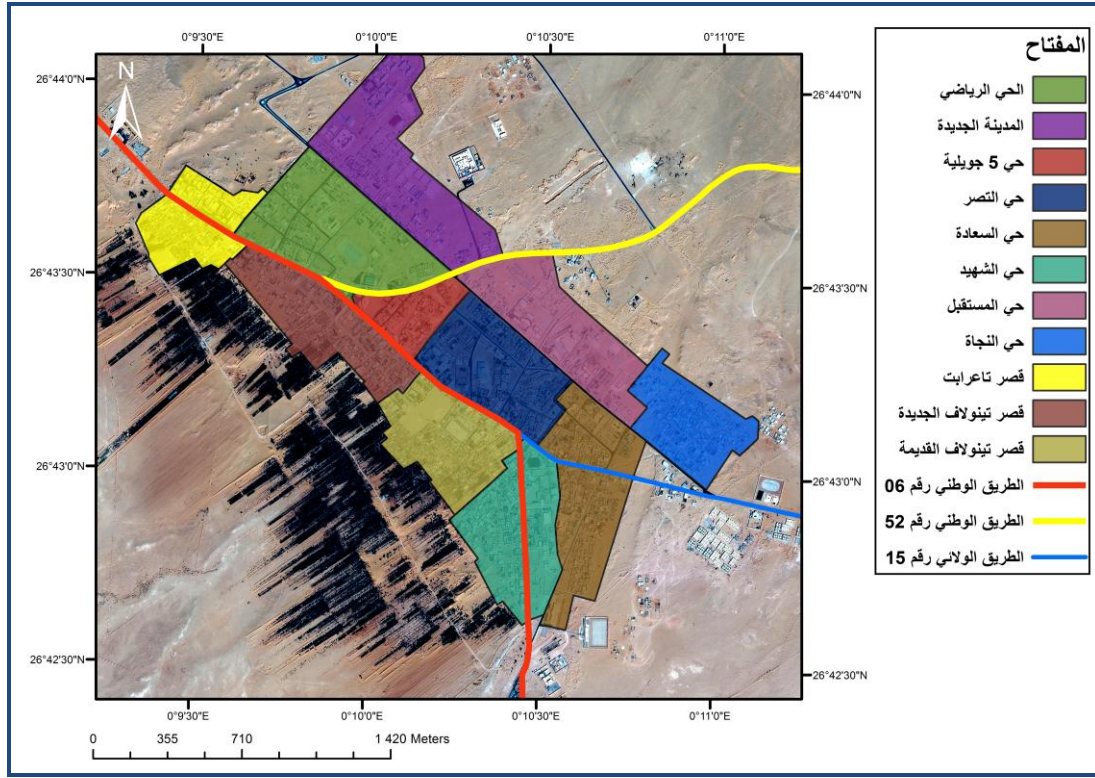 0°9'30"E
0°10'0"E
0°10'30"E
0°11'0"E
26°44'0"N
26°43'30"N
26°43'0"N
26°42'30"N
N
26°44'0"N
26°43'30"N
26°43'0"N
26°42'30"N
0°9'30"E
0°10'0"E
0°10'30"E
0°11'0"E
0
355
710
1 420 Meters
المفتاح
الحي الرياضي
المدينة الجديدة
حي 5 جويلية
حي التصر
حي السعادة
حي الشهيد
حي المستقبل
حي النجاة
قصر تاعرابت
قصر تينولاف الجديدة
قصر تينولاف القديمة
الطريق الوطني رقم 06
الطريق الوطني رقم 52
الطريق الولائي رقم 15